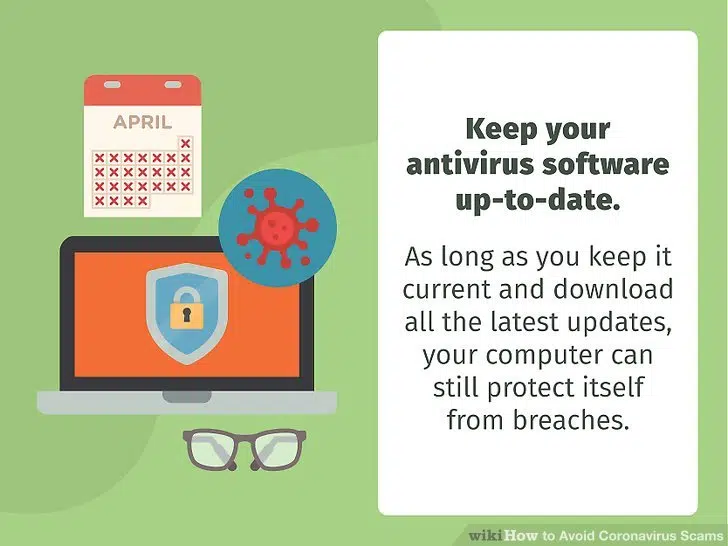 APRIL
Keep your
antivirus software
up-to-date.
As long as you keep it
current and download
all the latest updates,
your computer can
still protect itself
from breaches.
wikiHow to Avoid Coronavirus Scams